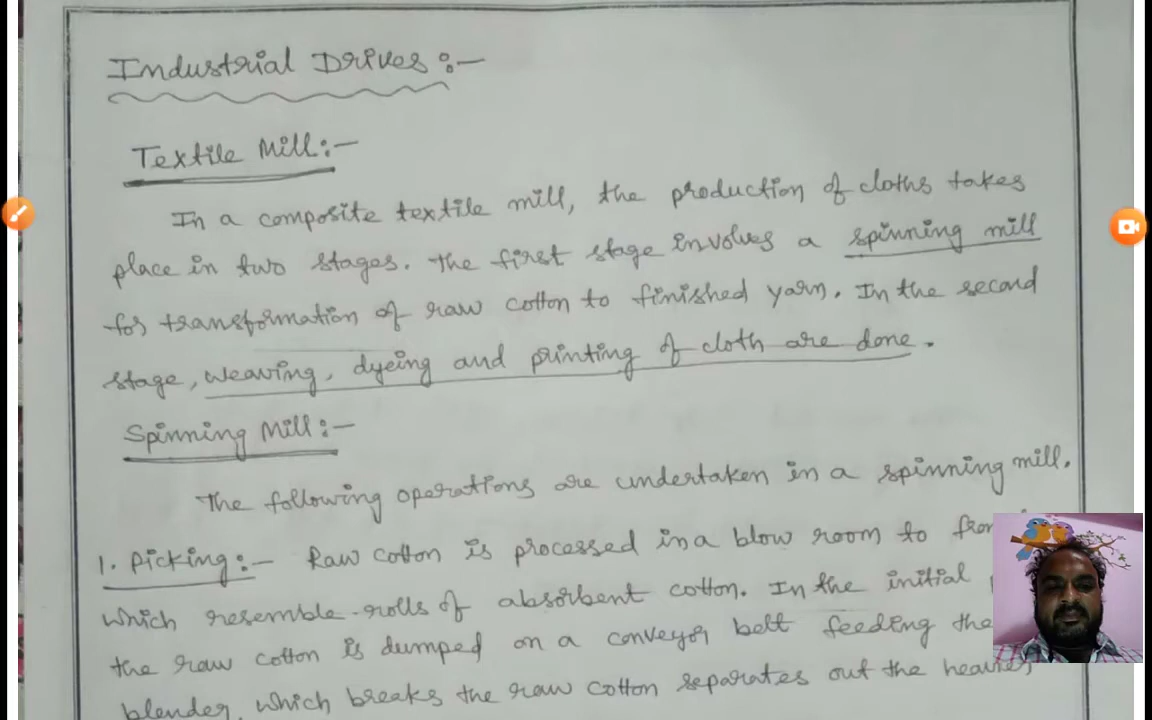 Industrial Drives:-
Textile Mill:-
In a composite textile mill, the production of cloths takes
place in two stages. The first stage involves a spinning mill
for transformation of raw cotton to finished yarn. In the second
stage, weaving, dyeing and printing of cloth are done.
Spinning Mill:-
The following operations are undertaken in a spinning mill.
1. Picking:- Raw cotton is processed in a blow room to
which resemble rolls of absorbent cotton. In the initial
the raw cotton is dumped on a conveyor belt feeding the
blender, which breaks the raw cotton separates out the heavier